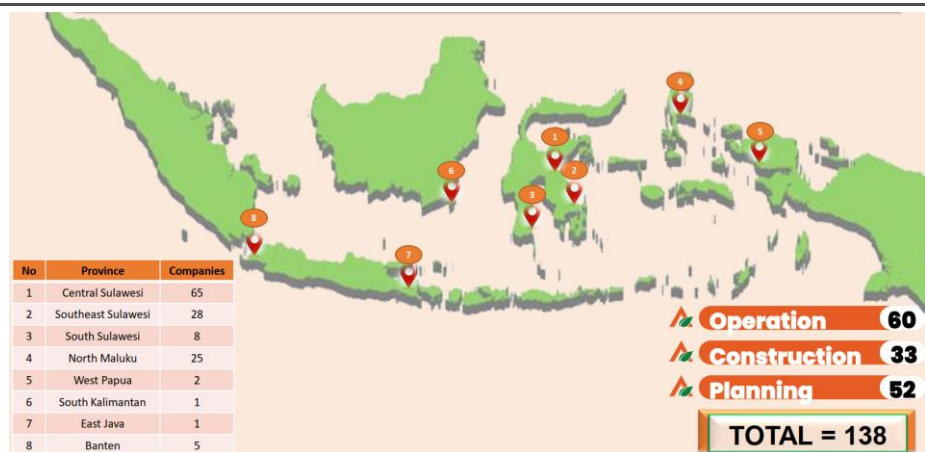 4
1
5
6
2
3
8
7
No Province Companies
1 Central Sulawesi 65
2 Southeast Sulawesi 28
3 South Sulawesi 8
4 North Maluku 25
5 West Papua 2
6 South Kalimantan 1
7 East Java 1
8 Banten 5
Operation 60
Construction 33
Planning 52
TOTAL = 138